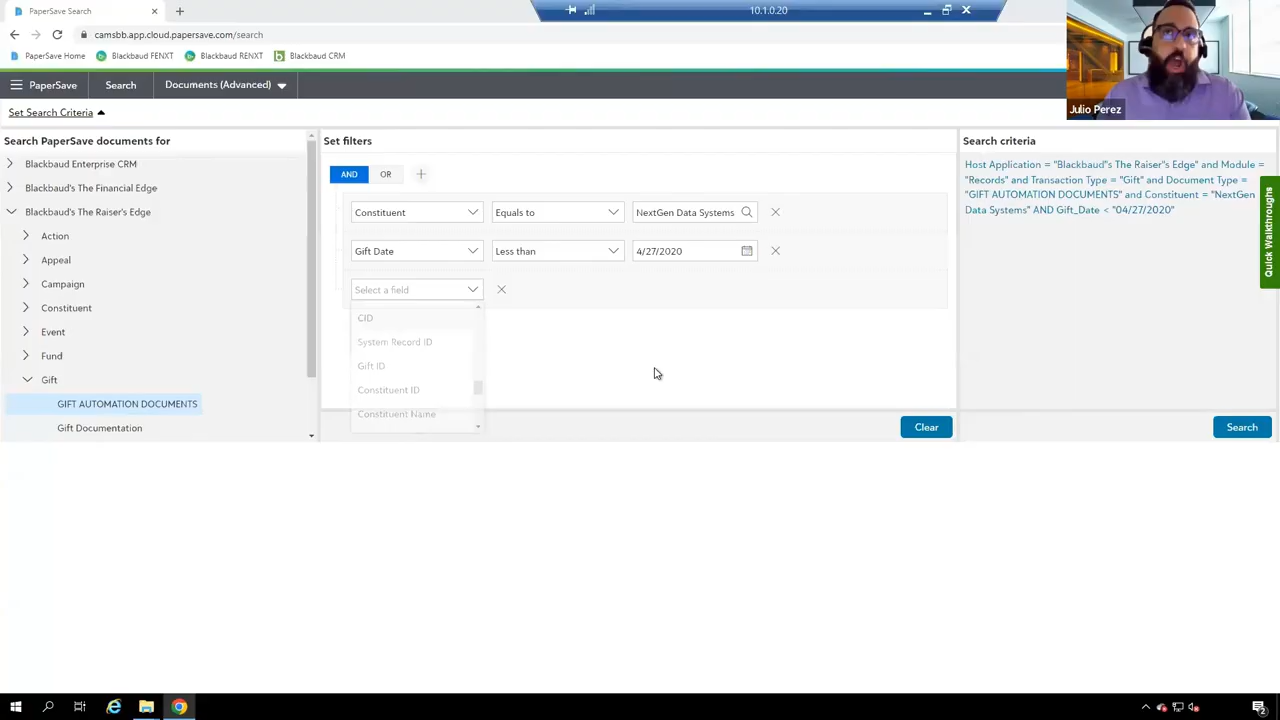 PaperSave Search
10.1.0.20
camsbb.app.cloud.papersave.com/search
PaperSave Home
Blackbaud FENXT
Blackbaud RENXT
Blackbaud CRM
PaperSave
Search
Documents (Advanced)
Julio Perez
Set Search Criteria
Search PaperSave documents for
Blackbaud Enterprise CRM
Blackbaud's The Financial Edge
Blackbaud's The Raiser's Edge
Action
Appeal
Campaign
Constituent
Event
Fund
Gift
GIFT AUTOMATION DOCUMENTS
Gift Documentation
Set filters
AND
OR
Constituent
Equals to
NextGen Data Systems
Gift Date
Less than
4/27/2020
Select a field
CID
System Record ID
Gift ID
Constituent ID
Constituent Name
Clear
Search criteria
Host Application = "Blackbaud"s The Raiser"s Edge" and Module =
"Records" and Transaction Type = "Gift" and Document Type =
"GIFT AUTOMATION DOCUMENTS" and Constituent = "NextGen
Data Systems" AND Gift_Date < "04/27/2020"
Search
Quick Walkthroughs
2